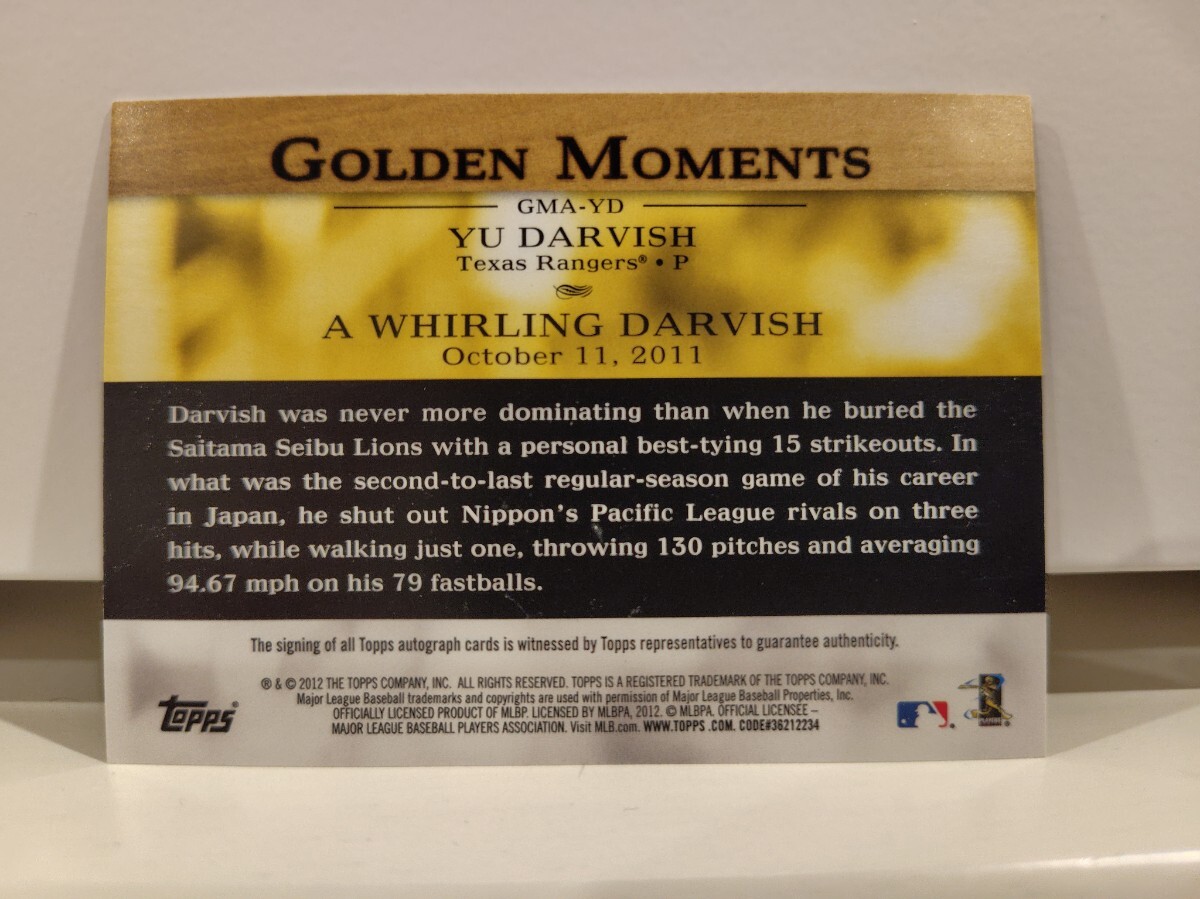 GOLDEN MOMENTS
GMA-YD
YU DARVISH
Texas Rangers® • P
A WHIRLING DARVISH
October 11, 2011
Darvish was never more dominating than when he buried the
Saitama Seibu Lions with a personal best-tying 15 strikeouts. In
what was the second-to-last regular-season game of his career
in Japan, he shut out Nippon's Pacific League rivals on three
hits, while walking just one, throwing 130 pitches and averaging
94.67 mph on his 79 fastballs.
The signing of all Topps autograph cards is witnessed by Topps representatives to guarantee authenticity.
® & © 2012 THE TOPPS COMPANY, INC. ALL RIGHTS RESERVED. TOPPS IS A REGISTERED TRADEMARK OF THE TOPPS COMPANY, INC.
Major League Baseball trademarks and copyrights are used with permission of Major League Baseball Properties, Inc.
OFFICIALLY LICENSED PRODUCT OF MLBP. LICENSED BY MLBPA, 2012. © MLBPA. OFFICIAL LICENSEE –
MAJOR LEAGUE BASEBALL PLAYERS ASSOCIATION. Visit MLB.com. WWW.TOPPS .COM. CODE#36212234
topps®